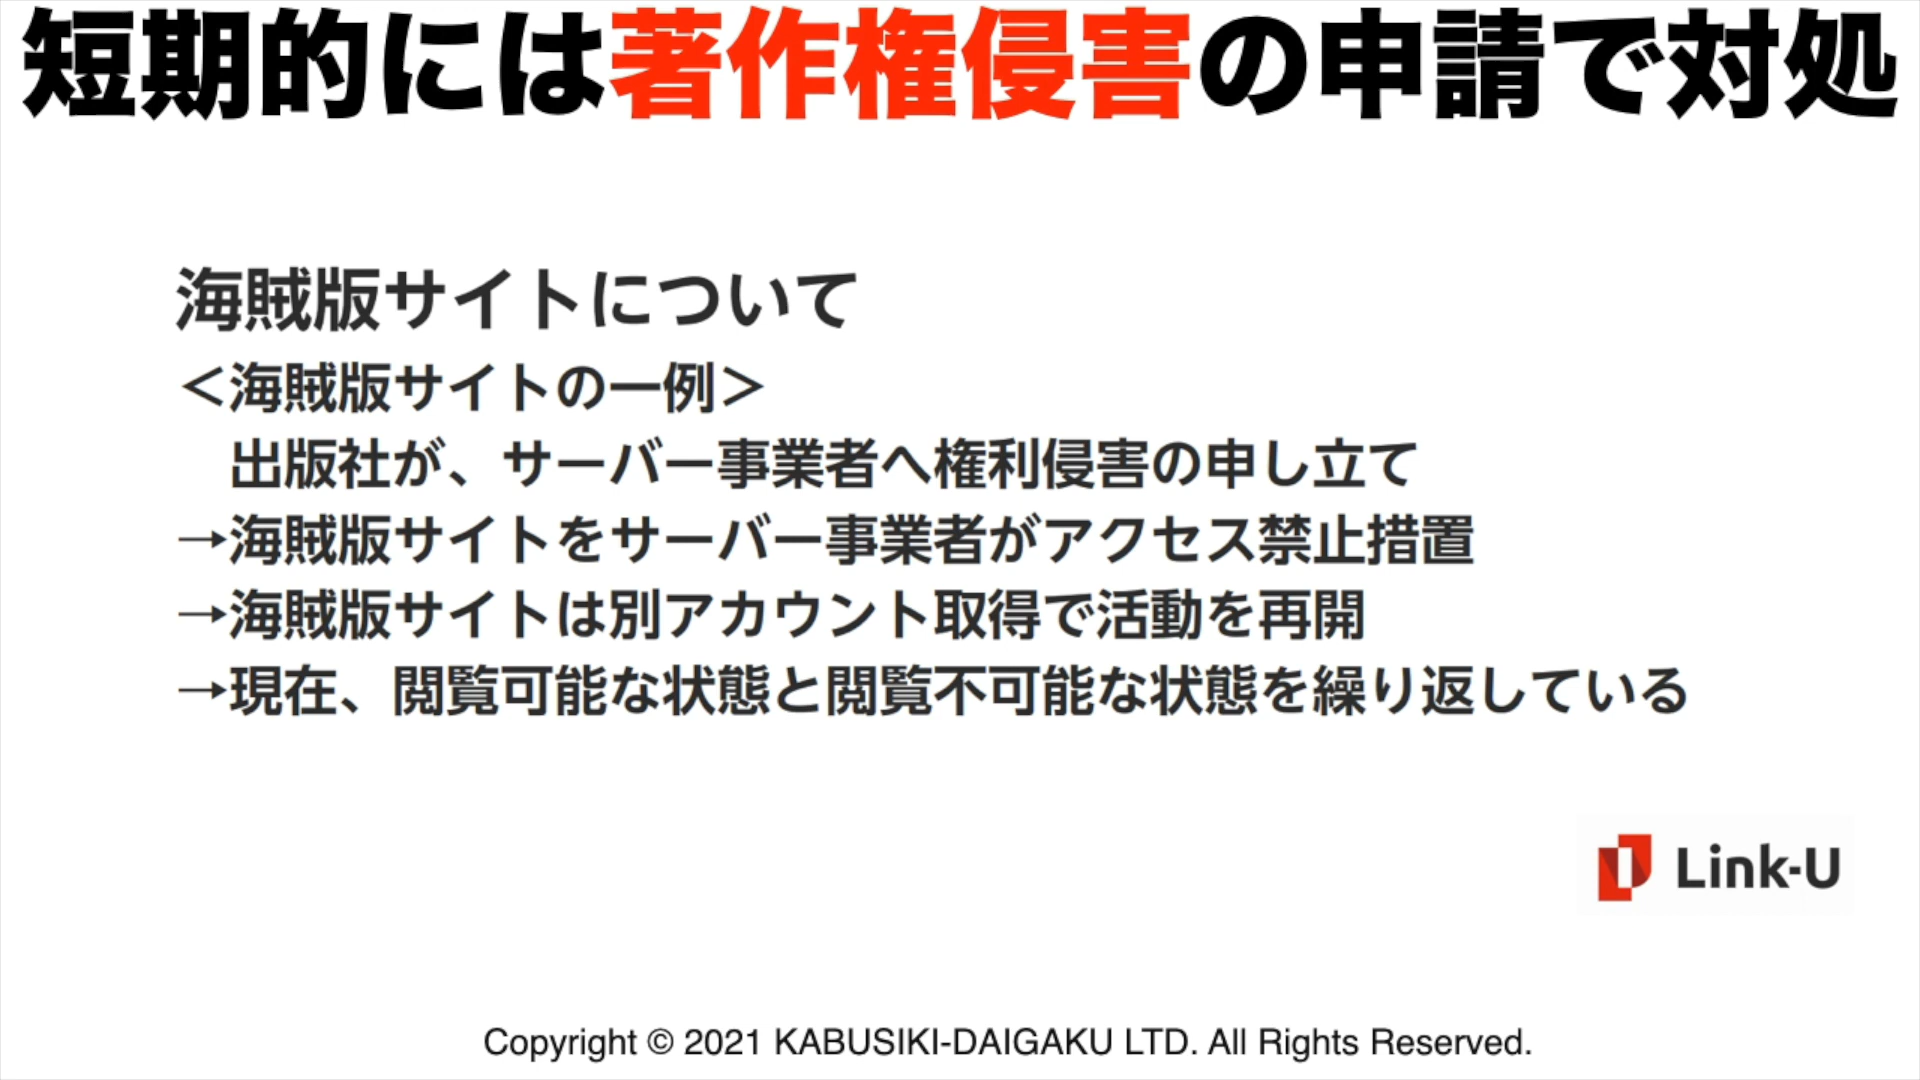 短期的には著作権侵害の申請で対処
海賊版サイトについて
＜海賊版サイトの一例＞
出版社が、サーバー事業者へ権利侵害の申し立て
→海賊版サイトをサーバー事業者がアクセス禁止措置
→海賊版サイトは別アカウント取得で活動を再開
→現在、閲覧可能な状態と閲覧不可能な状態を繰り返している
Link-U
Copyright © 2021 KABUSIKI-DAIGAKU LTD. All Rights Reserved.